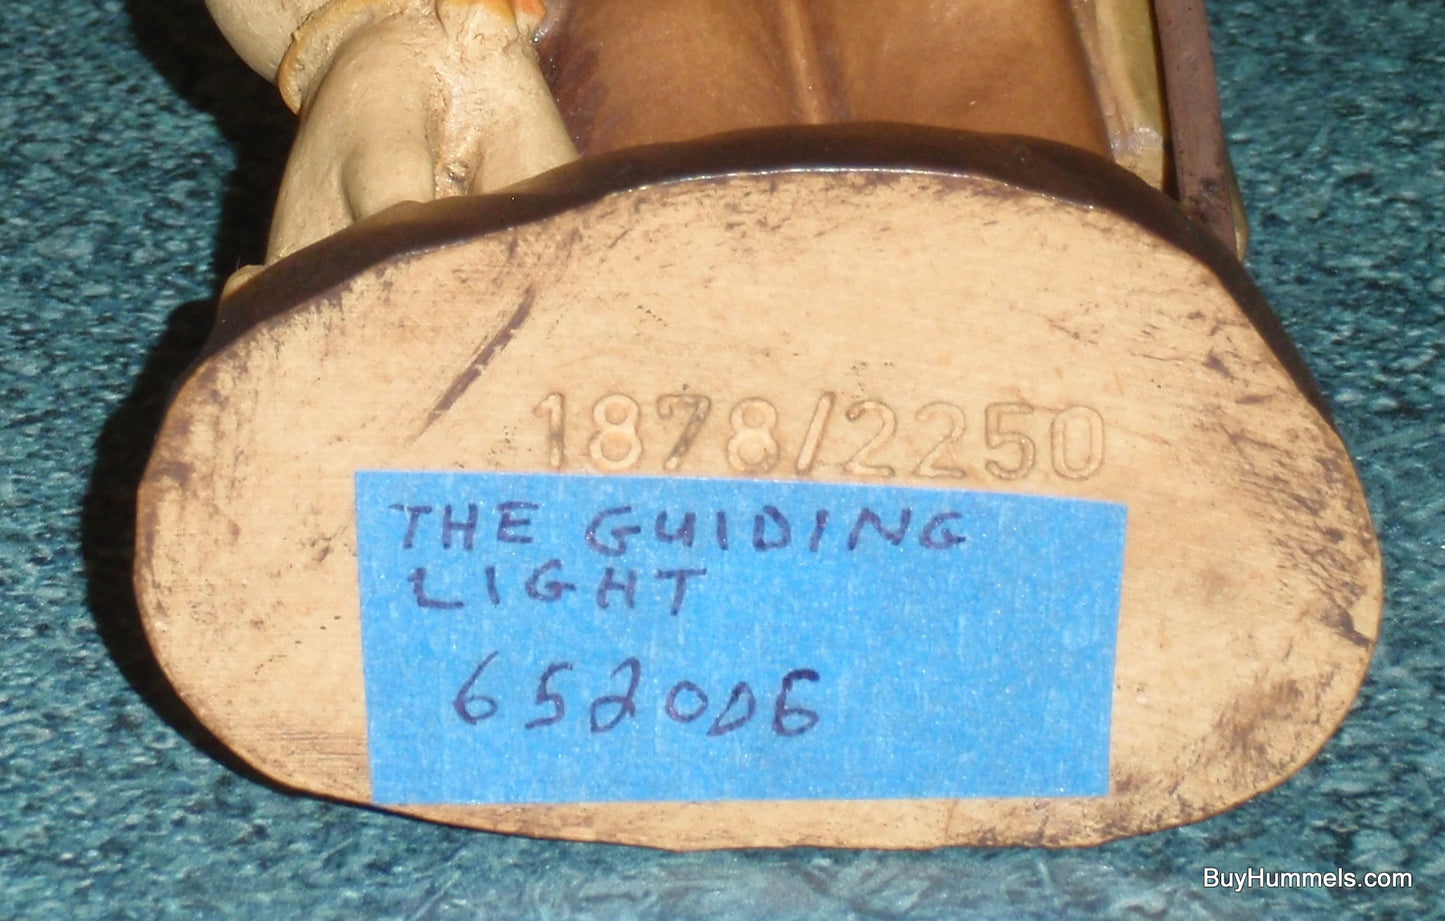 1878/2250
THE GUIDING
LIGHT
652006
BuyHummels.com